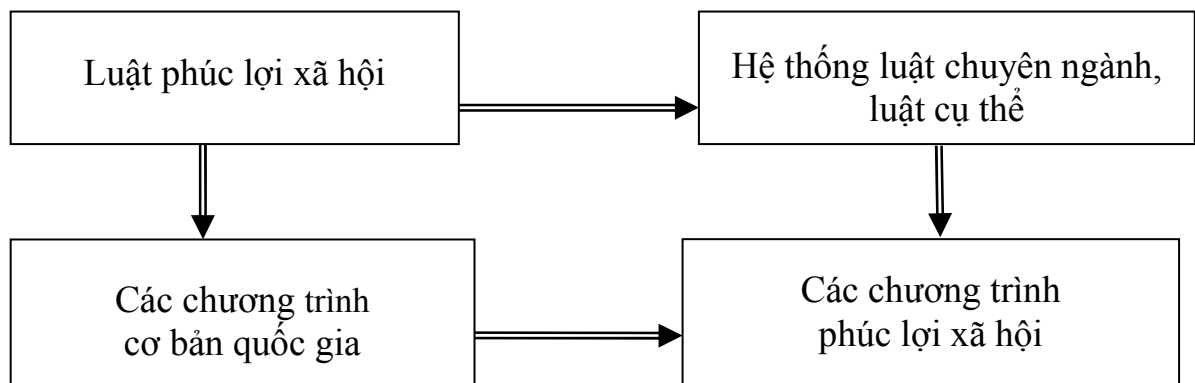 Luật phúc lợi xã hội
Hệ thống luật chuyên ngành,
luật cụ thể
Các chương trình
cơ bản quốc gia
Các chương trình
phúc lợi xã hội